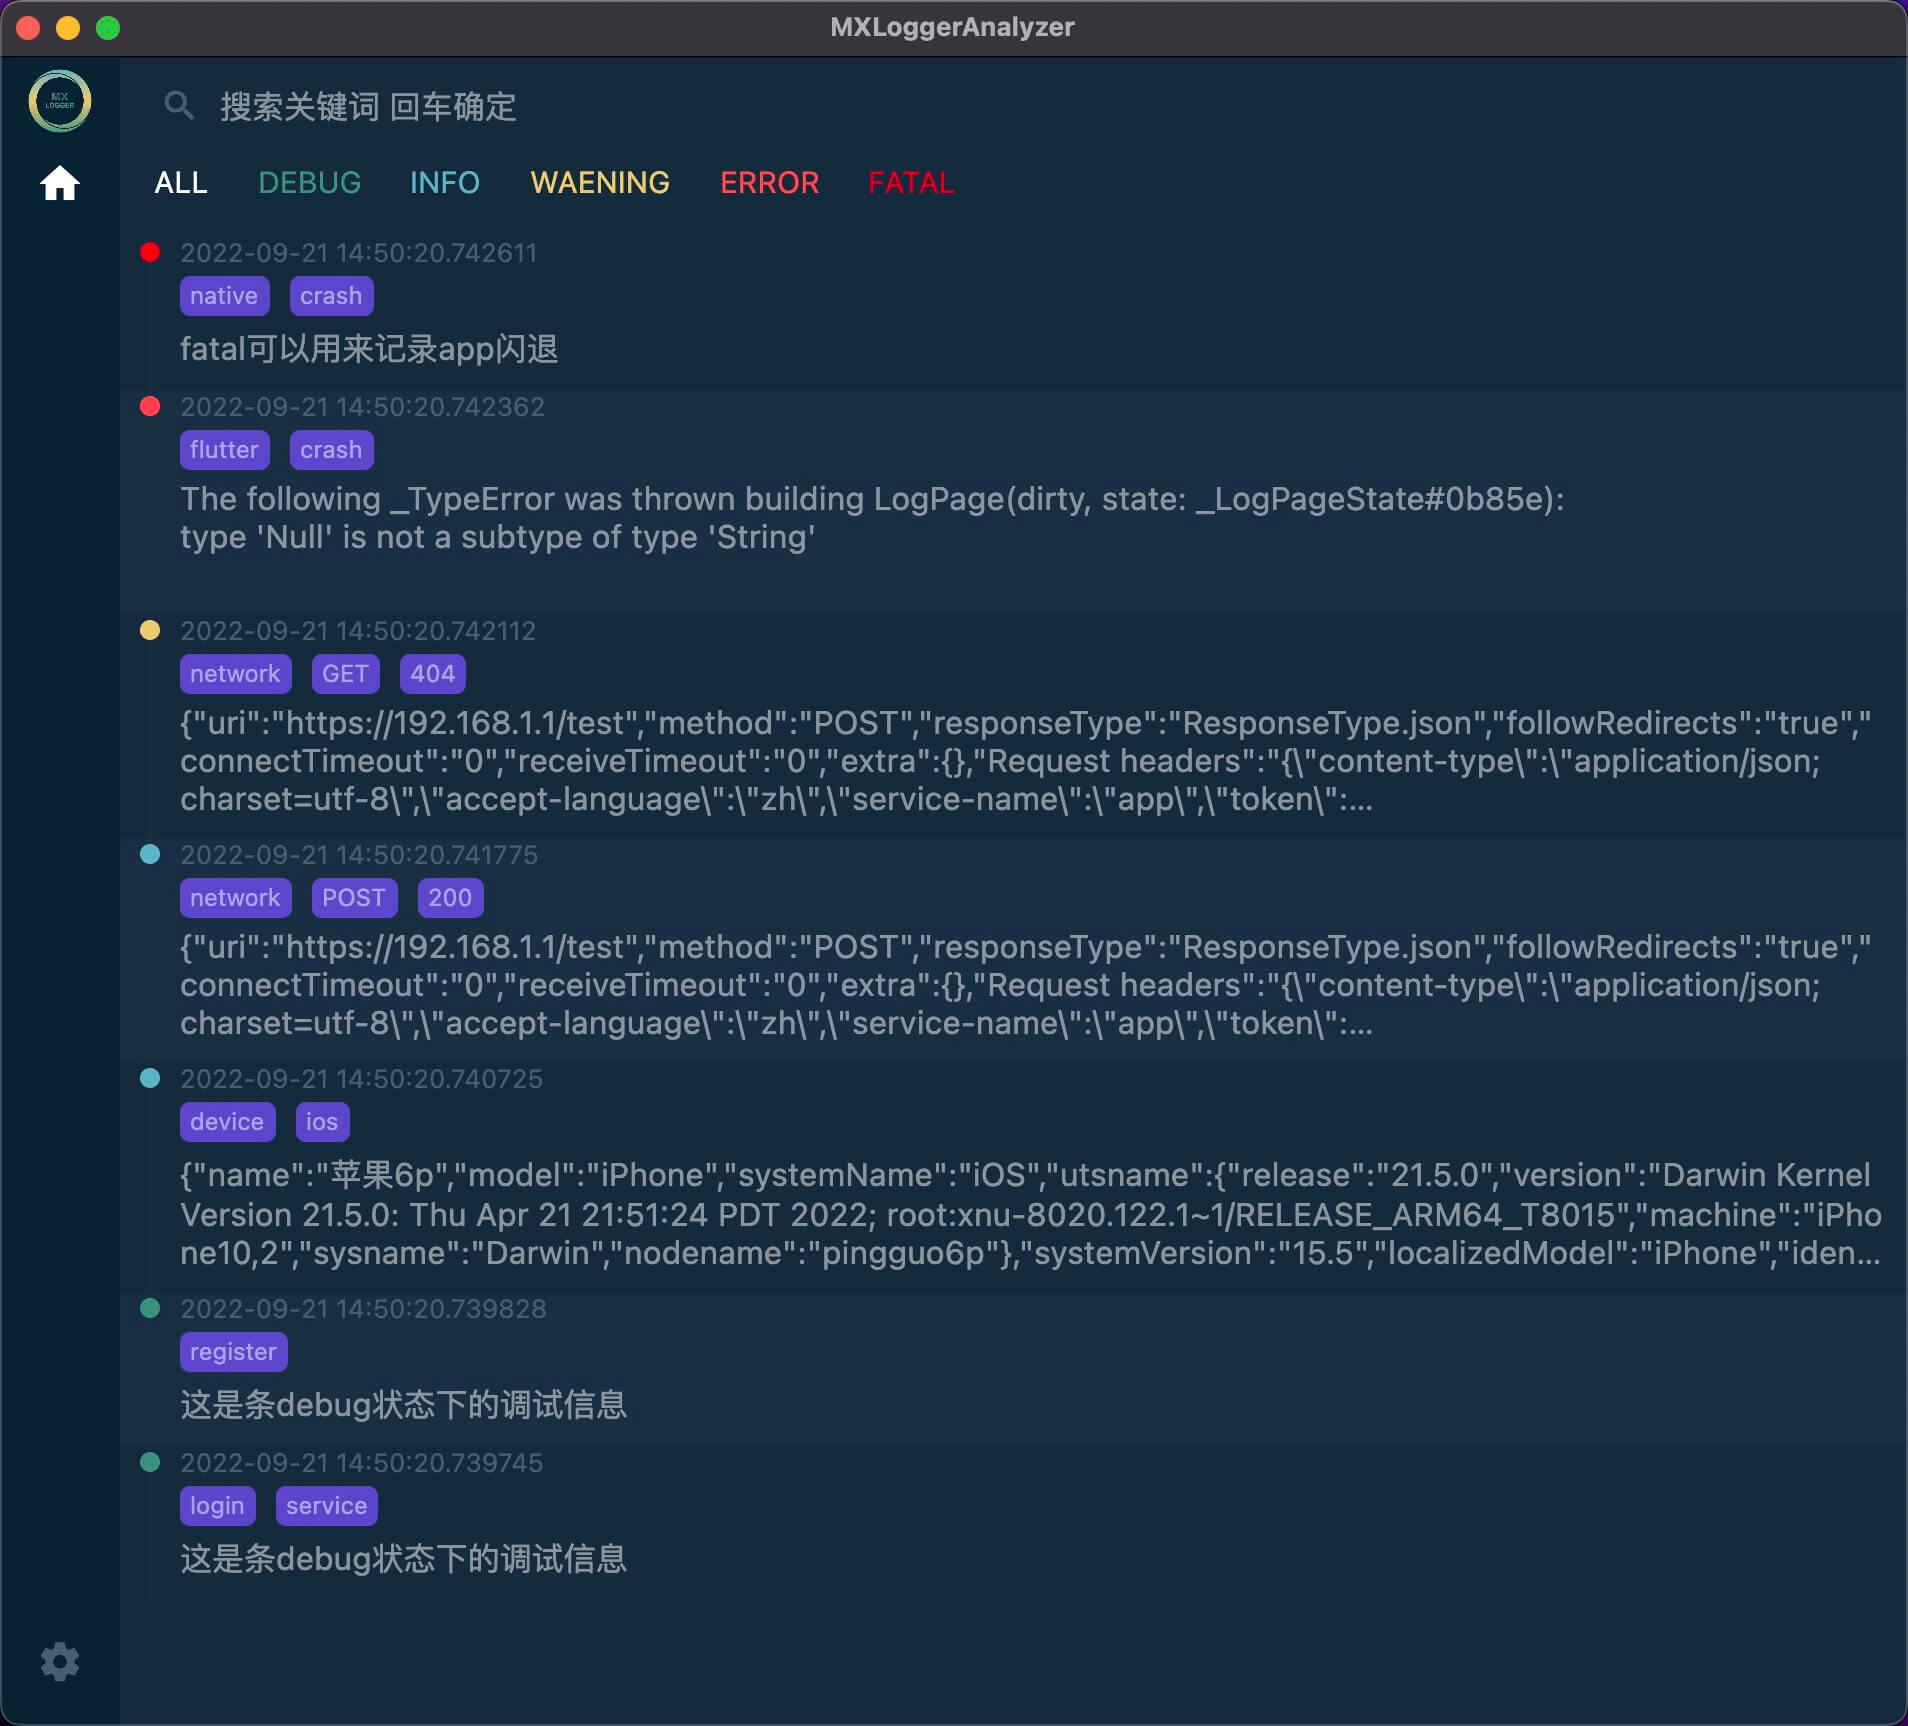 MXLoggerAnalyzer
MX
LOGGER
搜索关键词 回车确定
ALL DEBUG INFO WAENING ERROR FATAL
2022-09-21 14:50:20.742611
native crash
fatal可以用来记录app闪退
2022-09-21 14:50:20.742362
flutter crash
The following _TypeError was thrown building LogPage(dirty, state: _LogPageState#0b85e):
type 'Null' is not a subtype of type 'String'
2022-09-21 14:50:20.742112
network GET 404
{"uri":"https://192.168.1.1/test","method":"POST","responseType":"ResponseType.json","followRedirects":"true","
connectTimeout":"0","receiveTimeout":"0","extra":{},"Request headers":"{\"content-type\":\"application/json;
charset=utf-8\",\"accept-language\":\"zh\",\"service-name\":\"app\",\"token\":...
2022-09-21 14:50:20.741775
network POST 200
{"uri":"https://192.168.1.1/test","method":"POST","responseType":"ResponseType.json","followRedirects":"true","
connectTimeout":"0","receiveTimeout":"0","extra":{},"Request headers":"{\"content-type\":\"application/json;
charset=utf-8\",\"accept-language\":\"zh\",\"service-name\":\"app\",\"token\":...
2022-09-21 14:50:20.740725
device ios
{"name":"苹果6p","model":"iPhone","systemName":"iOS","utsname":{"release":"21.5.0","version":"Darwin Kernel
Version 21.5.0: Thu Apr 21 21:51:24 PDT 2022; root:xnu-8020.122.1~1/RELEASE_ARM64_T8015","machine":"iPho
ne10,2","sysname":"Darwin","nodename":"pingguo6p"},"systemVersion":"15.5","localizedModel":"iPhone","iden...
2022-09-21 14:50:20.739828
register
这是条debug状态下的调试信息
2022-09-21 14:50:20.739745
login service
这是条debug状态下的调试信息